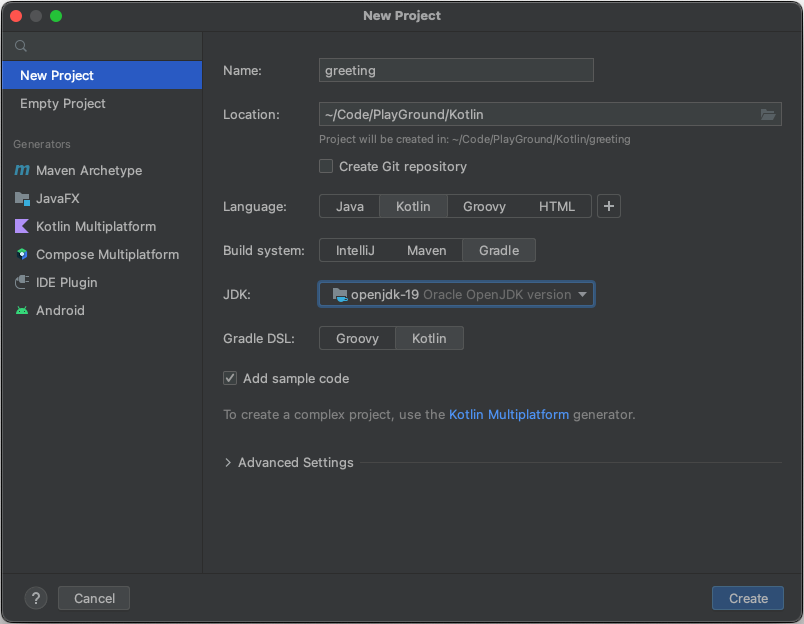 New Project
New Project
Empty Project
Generators
m Maven Archetype
JavaFX
Kotlin Multiplatform
Compose Multiplatform
IDE Plugin
Android
Name: greeting
Location: ~/Code/PlayGround/Kotlin
Project will be created in: ~/Code/PlayGround/Kotlin/greeting
Create Git repository
Language: Java Kotlin Groovy HTML +
Build system: IntelliJ Maven Gradle
JDK: openjdk-19 Oracle OpenJDK version
Gradle DSL: Groovy Kotlin
Add sample code
To create a complex project, use the Kotlin Multiplatform generator.
Advanced Settings
? Cancel Create